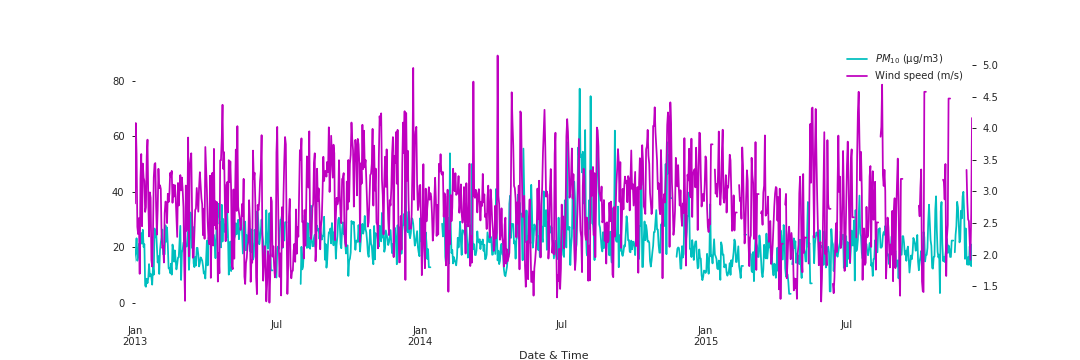 PM10 (μg/m3)
Wind speed (m/s)
80
60
40
20
0
5.0
4.5
4.0
3.5
3.0
2.5
2.0
1.5
Jan
2013
Jul
Jan
2014
Jul
Jan
2015
Jul
Date & Time